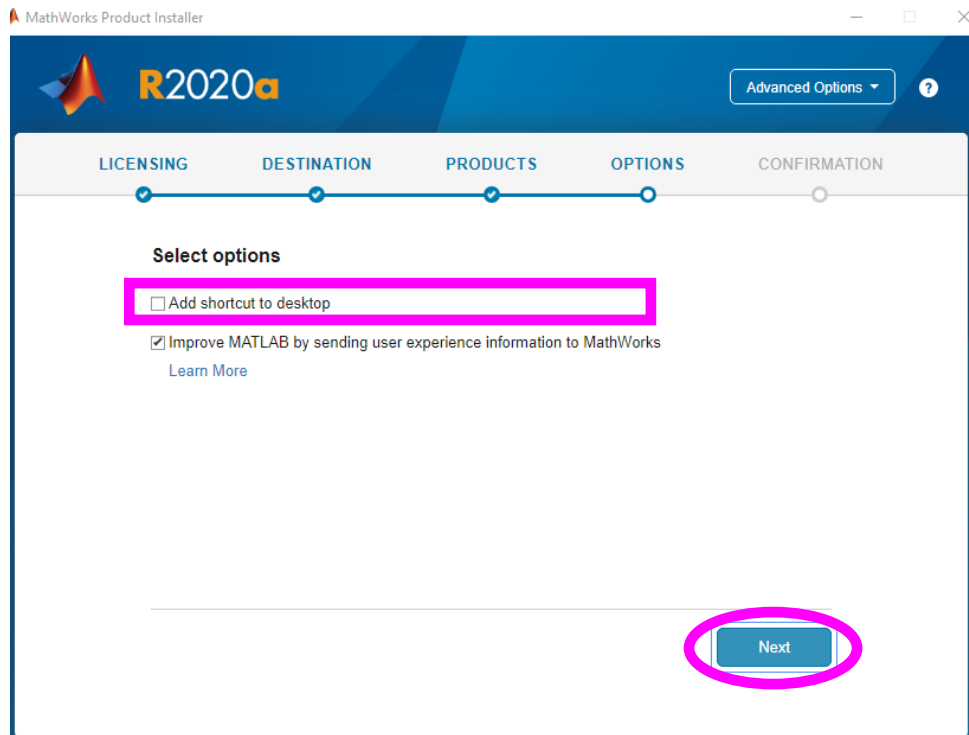 MathWorks Product Installer
R2020a
Advanced Options
?
LICENSING DESTINATION PRODUCTS OPTIONS CONFIRMATION
Select options
Add shortcut to desktop
Improve MATLAB by sending user experience information to MathWorks
Learn More
Next